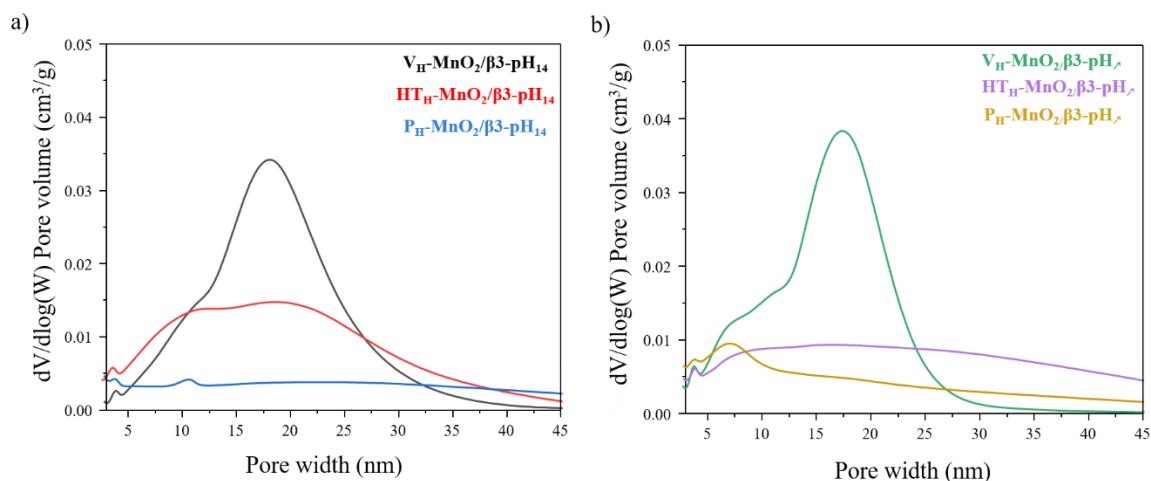 a)
dV/dlog(W) Pore volume (cm³/g)
0.05
0.04
0.03
0.02
0.01
0.00
V_H-MnO₂/β3-pH₁₄
HT_H-MnO₂/β3-pH₁₄
P_H-MnO₂/β3-pH₁₄
5 10 15 20 25 30 35 40 45
Pore width (nm)
b)
dV/dlog(W) Pore volume (cm³/g)
0.05
0.04
0.03
0.02
0.01
0.00
V_H-MnO₂/β3-pH↗
HT_H-MnO₂/β3-pH↗
P_H-MnO₂/β3-pH↗
5 10 15 20 25 30 35 40 45
Pore width (nm)